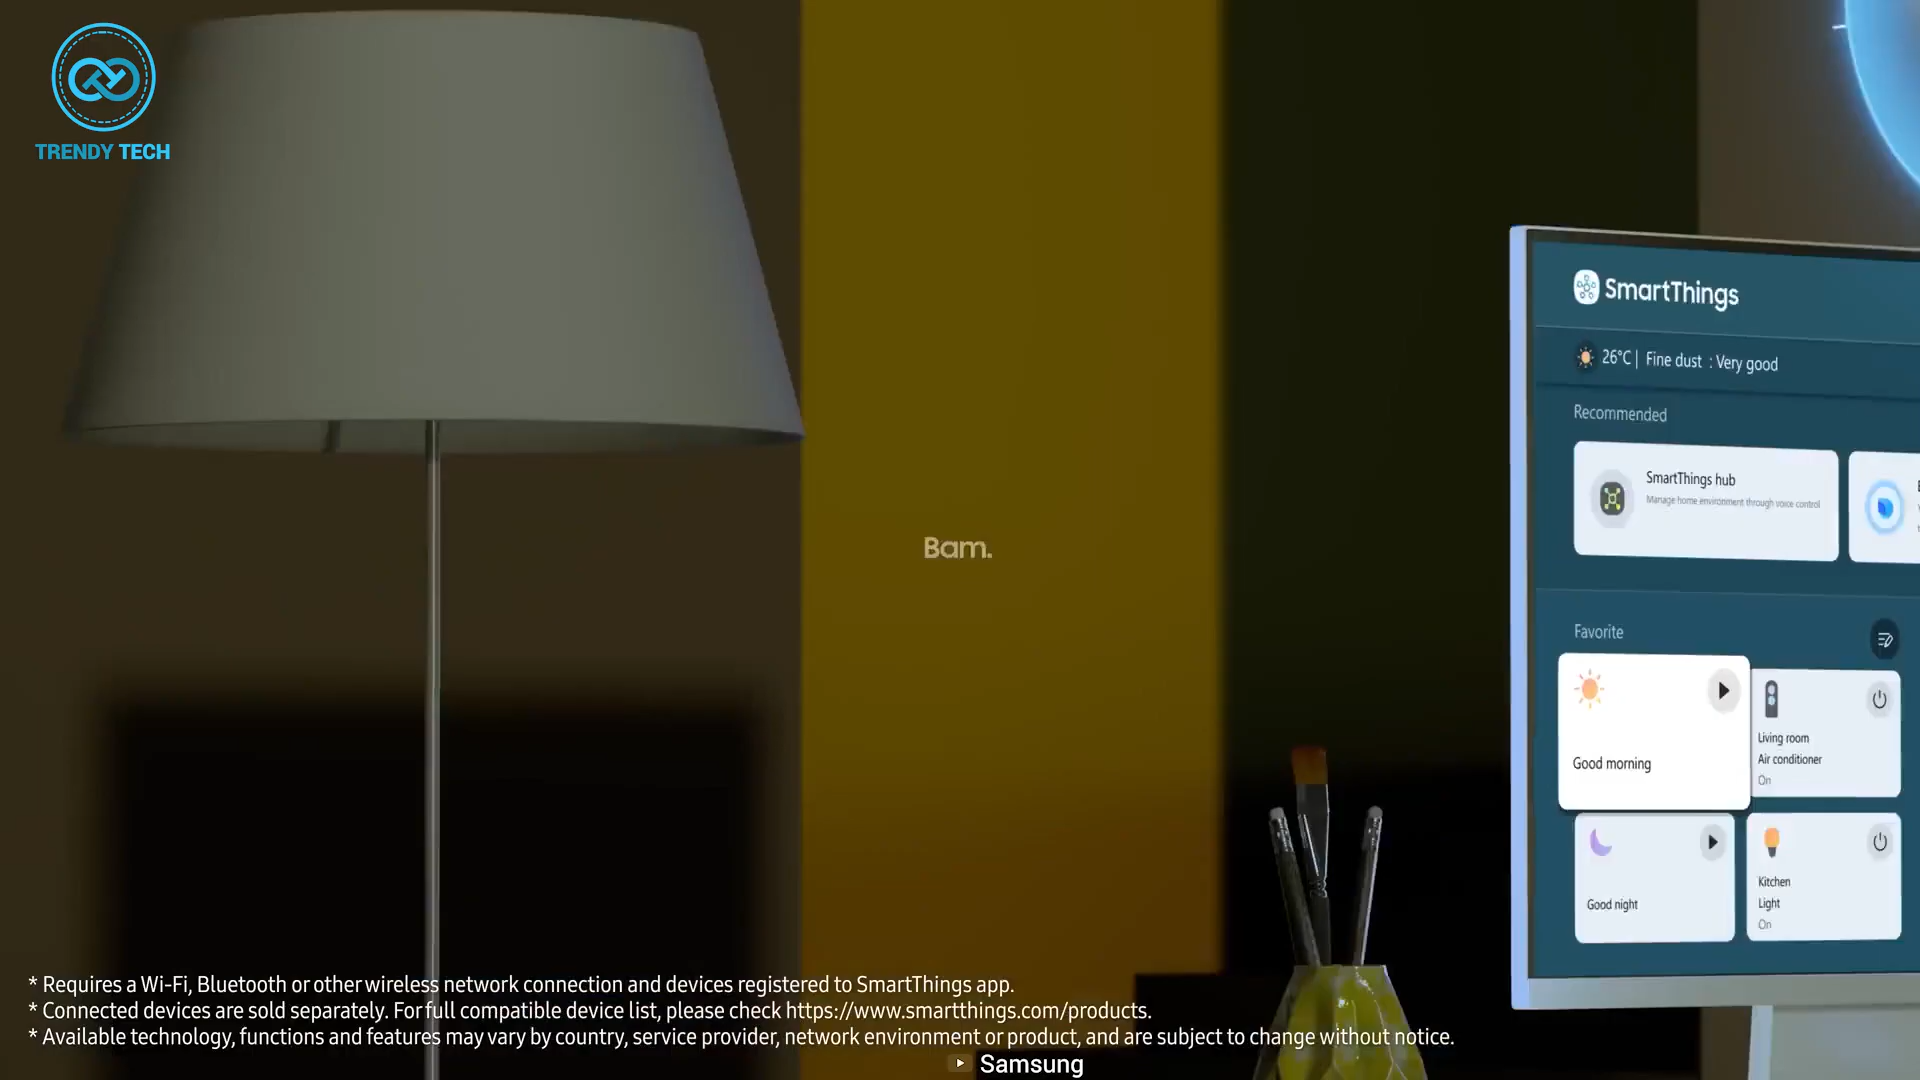 TRENDY TECH
SmartThings
26°C | Fine dust : Very good
Recommended
SmartThings hub
Manage home environment through voice control
Bam.
Favorite
Good morning
Living room
Air conditioner
On
Good night
Kitchen
Light
On
* Requires a Wi-Fi, Bluetooth or other wireless network connection and devices registered to SmartThings app.
* Connected devices are sold separately. For full compatible device list, please check https://www.smartthings.com/products.
* Available technology, functions and features may vary by country, service provider, network environment or product, and are subject to change without notice.
Samsung